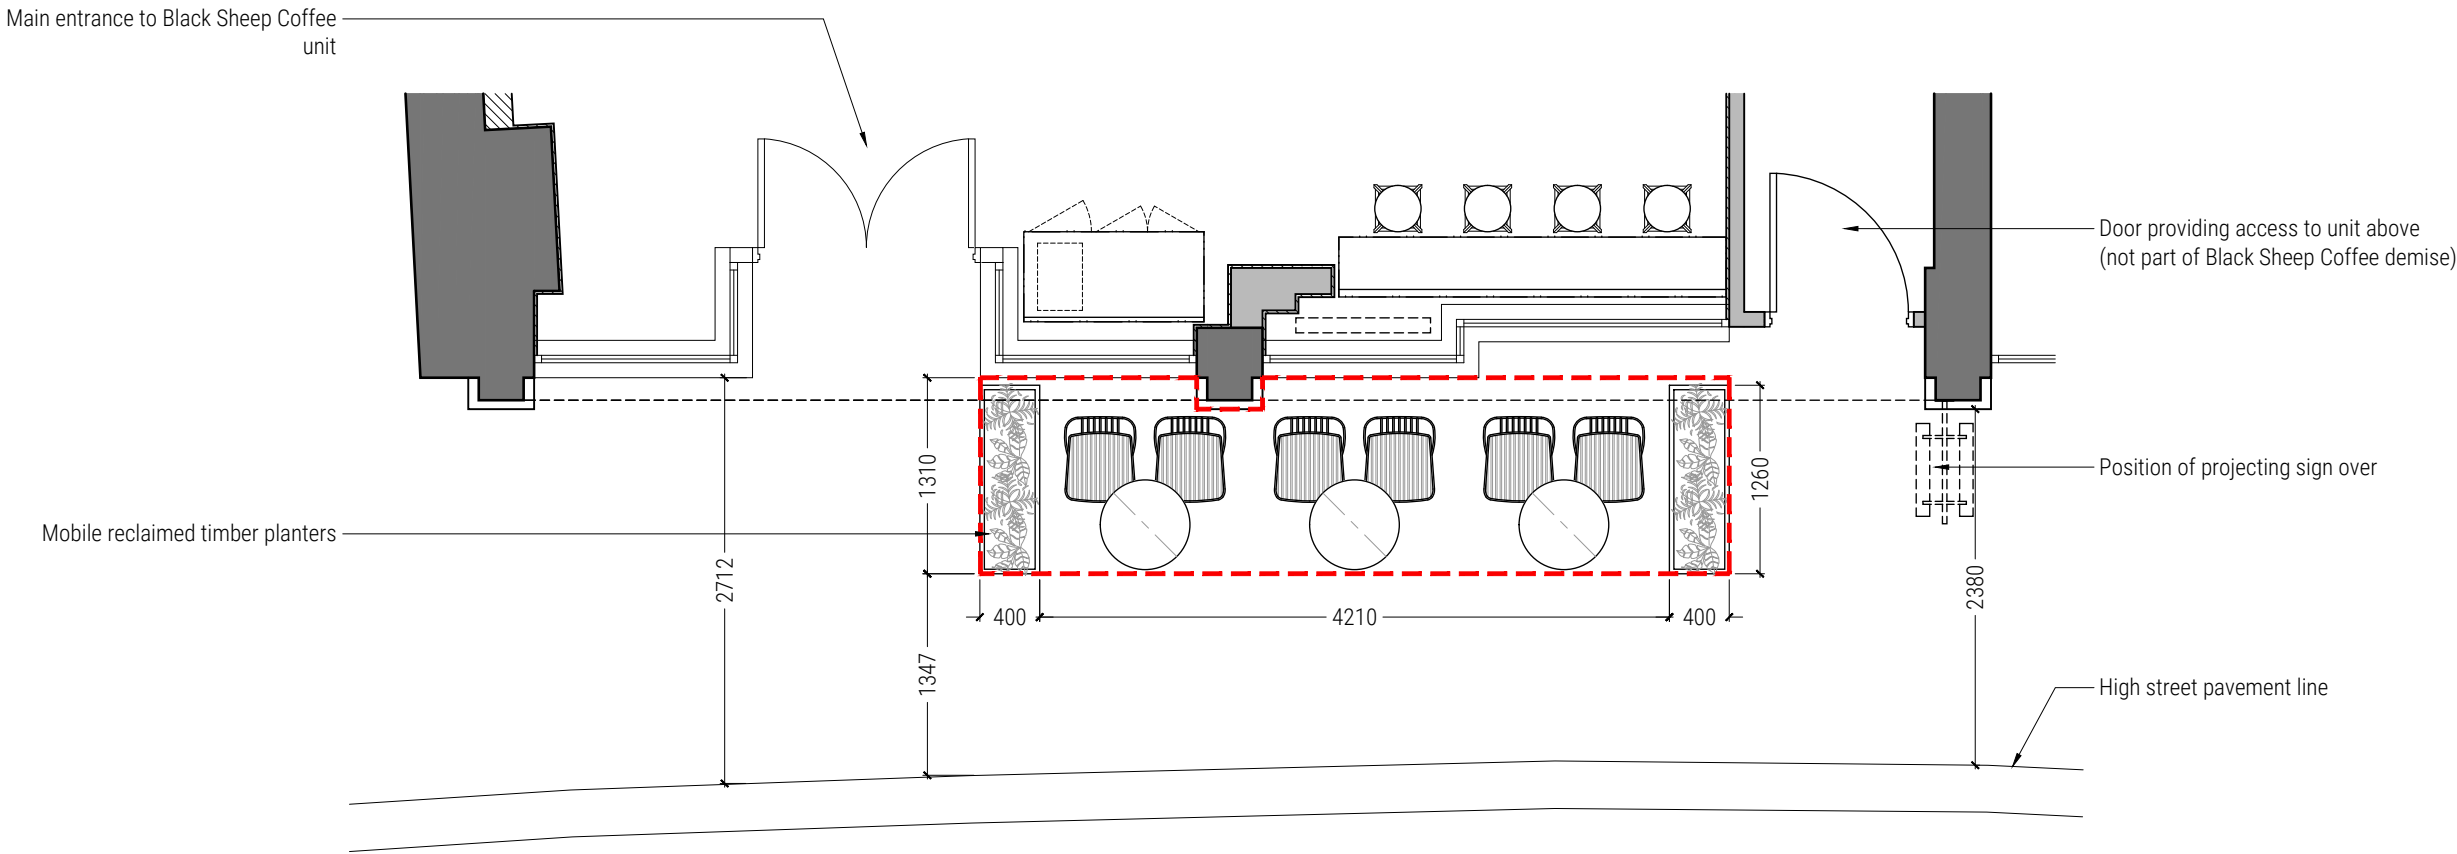 Main entrance to Black Sheep Coffee
unit
Door providing access to unit above
(not part of Black Sheep Coffee demise)
Position of projecting sign over
Mobile reclaimed timber planters
High street pavement line
2712
1310
1347
1260
2380
400
4210
400